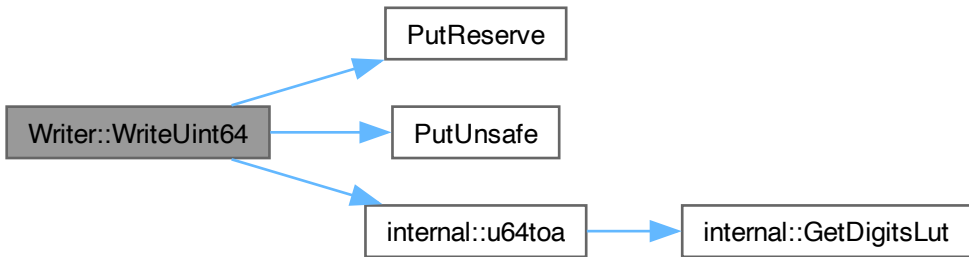 PutReserve
Writer::WriteUint64
PutUnsafe
internal::u64toa
internal::GetDigitsLut